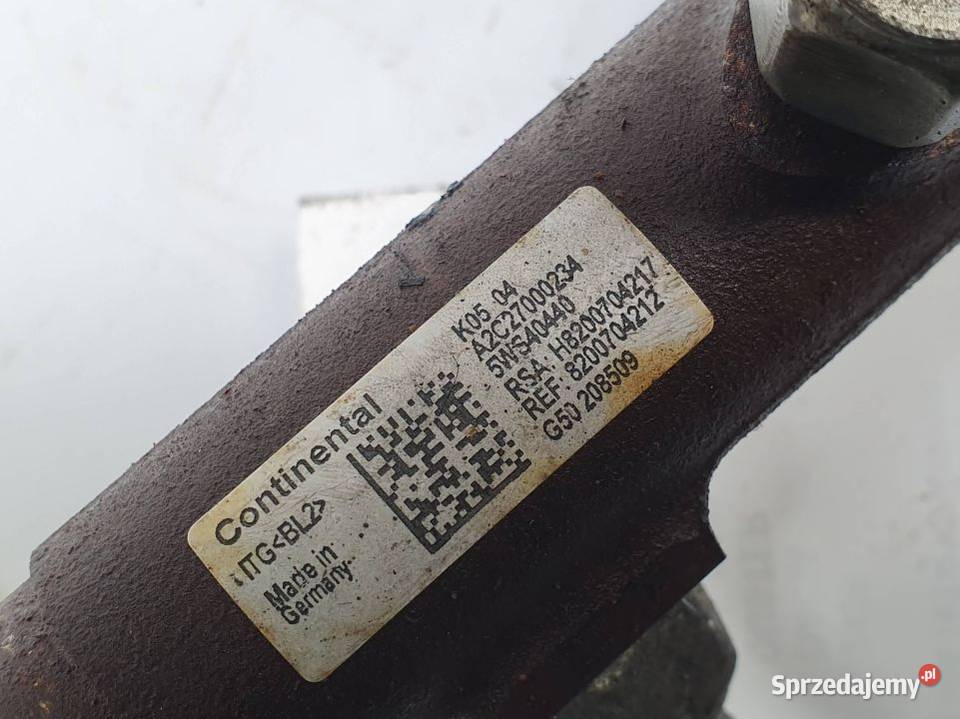 Continental
ITG<BL2>
Made in:
Germany
K05 04
A2C27000234
5WS40440
RSA: H8200704217
REF: 8200704212
G50 208509
Sprzedajemy.pl